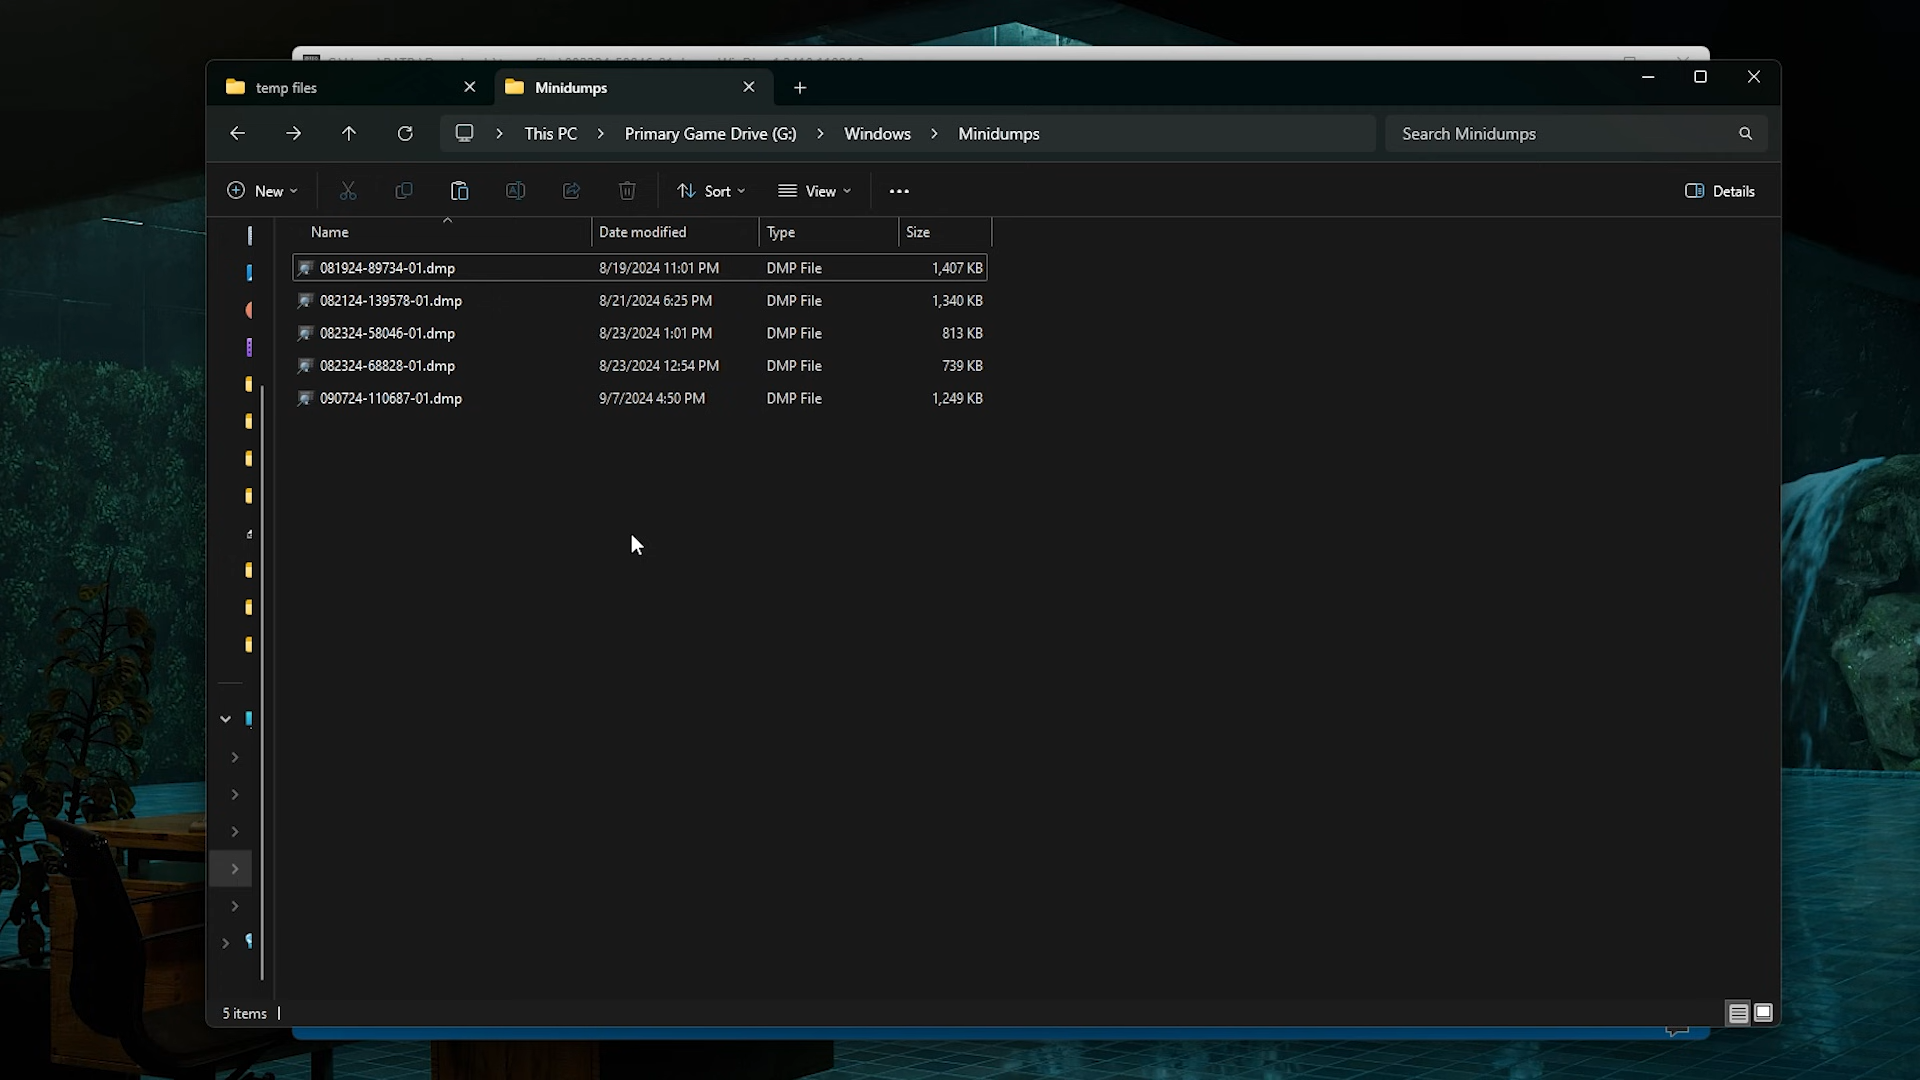 temp files
Minidumps
This PC > Primary Game Drive (G:) > Windows > Minidumps
Search Minidumps
New
Sort
View
Details
Name Date modified Type Size
081924-89734-01.dmp 8/19/2024 11:01 PM DMP File 1,407 KB
082124-139578-01.dmp 8/21/2024 6:25 PM DMP File 1,340 KB
082324-58046-01.dmp 8/23/2024 1:01 PM DMP File 813 KB
082324-68828-01.dmp 8/23/2024 12:54 PM DMP File 739 KB
090724-110687-01.dmp 9/7/2024 4:50 PM DMP File 1,249 KB
5 items